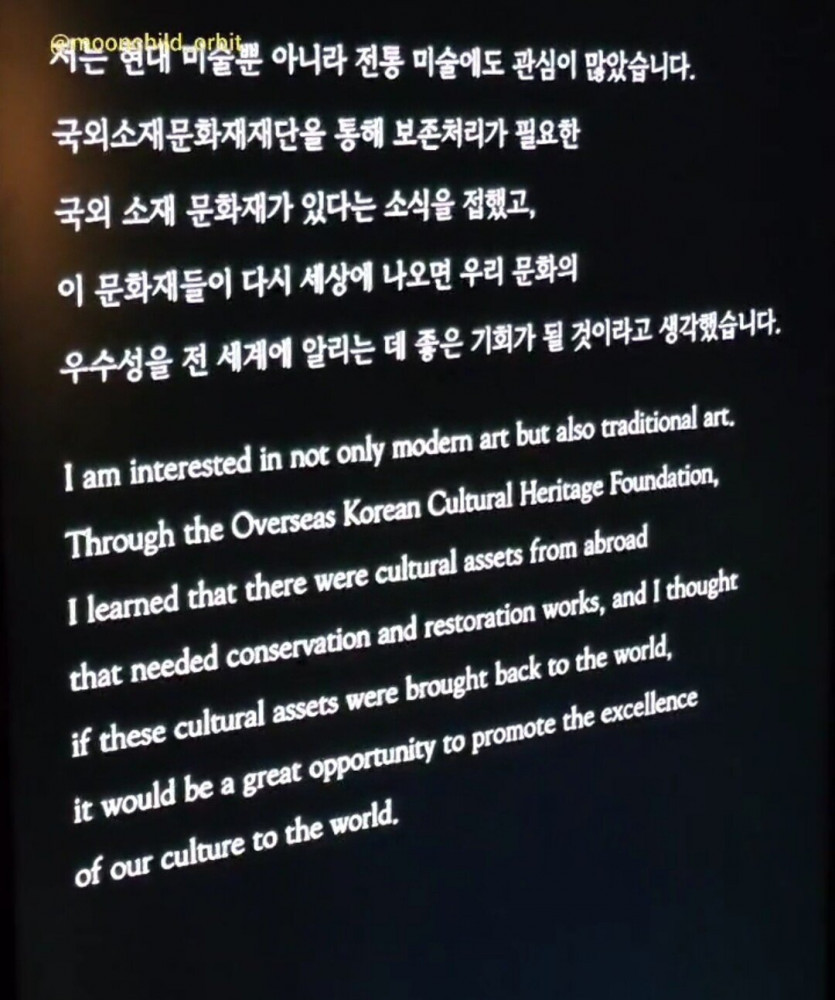 @moonchild_orbit
저는 현대 미술뿐 아니라 전통 미술에도 관심이 많았습니다.
국외소재문화재재단을 통해 보존처리가 필요한
국외 소재 문화재가 있다는 소식을 접했고,
이 문화재들이 다시 세상에 나오면 우리 문화의
우수성을 전 세계에 알리는 데 좋은 기회가 될 것이라고 생각했습니다.
I am interested in not only modern art but also traditional art.
Through the Overseas Korean Cultural Heritage Foundation,
I learned that there were cultural assets from abroad
that needed conservation and restoration works, and I thought
if these cultural assets were brought back to the world,
it would be a great opportunity to promote the excellence
of our culture to the world.